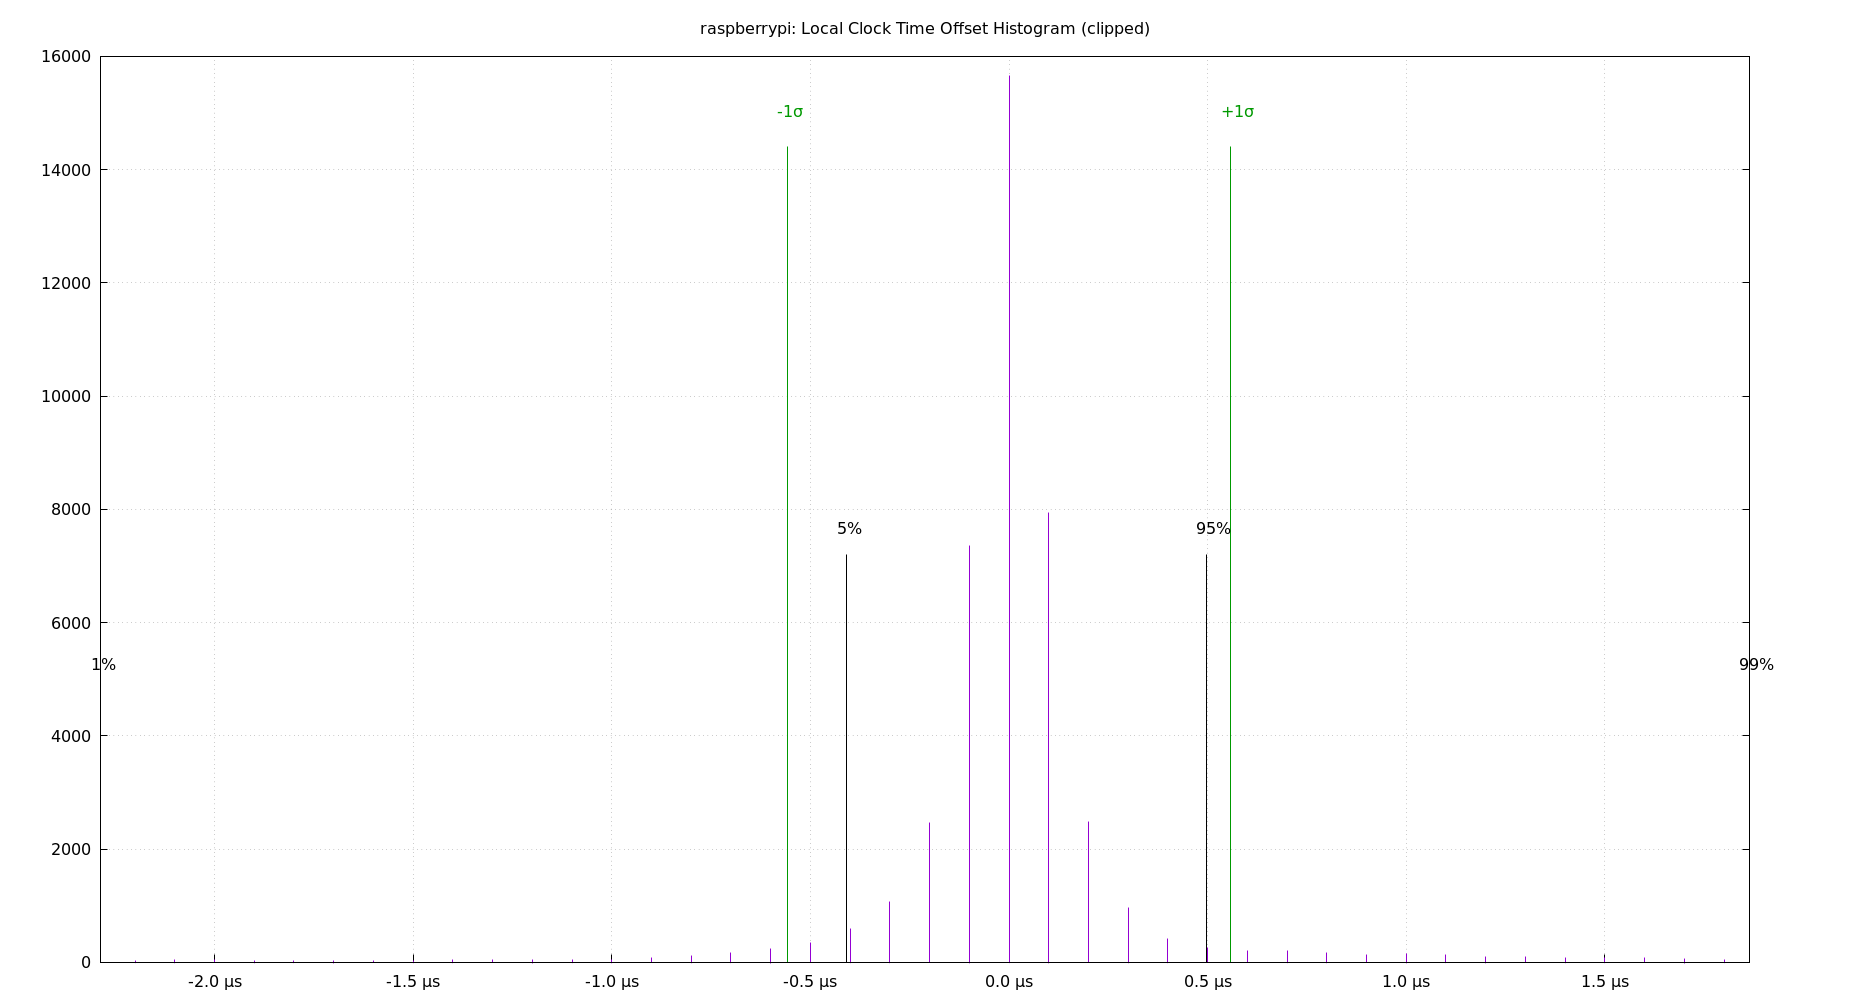 raspberrypi: Local Clock Time Offset Histogram (clipped)
16000
-1σ
+1σ
14000
12000
10000
8000
5%
95%
6000
1%
99%
4000
2000
0
-2.0 µs
-1.5 µs
-1.0 µs
-0.5 µs
0.0 µs
0.5 µs
1.0 µs
1.5 µs